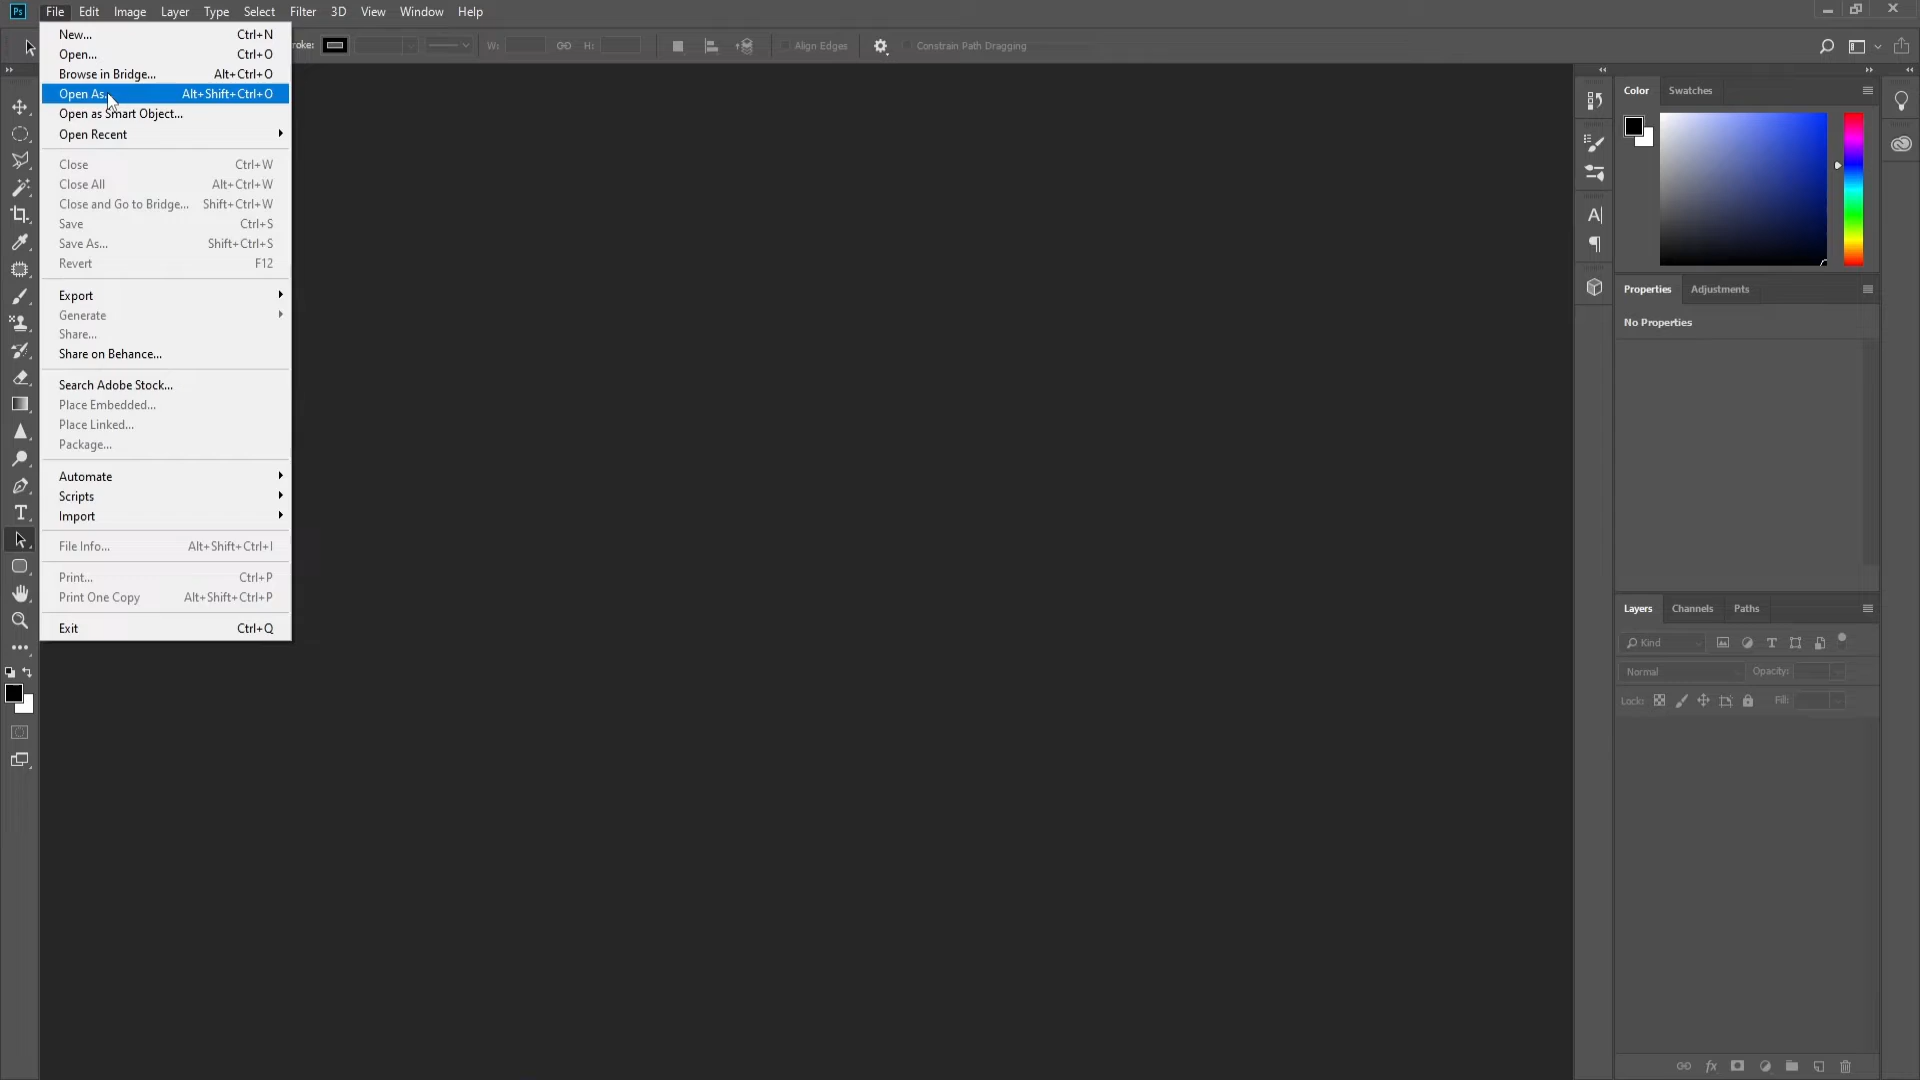 Ps File Edit Image Layer Type Select Filter 3D View Window Help
New... Ctrl+N
Open... Ctrl+O
Browse in Bridge... Alt+Ctrl+O
Open As... Alt+Shift+Ctrl+O
Open as Smart Object...
Open Recent
Close Ctrl+W
Close All Alt+Ctrl+W
Close and Go to Bridge... Shift+Ctrl+W
Save Ctrl+S
Save As... Shift+Ctrl+S
Revert F12
Export
Generate
Share...
Share on Behance...
Search Adobe Stock...
Place Embedded...
Place Linked...
Package...
Automate
Scripts
Import
File Info... Alt+Shift+Ctrl+I
Print... Ctrl+P
Print One Copy Alt+Shift+Ctrl+P
Exit Ctrl+Q
roke: W: H: Align Edges Constrain Path Dragging
Color Swatches
Properties Adjustments
No Properties
Layers Channels Paths
Kind
Normal Opacity:
Lock: Fill:
fx